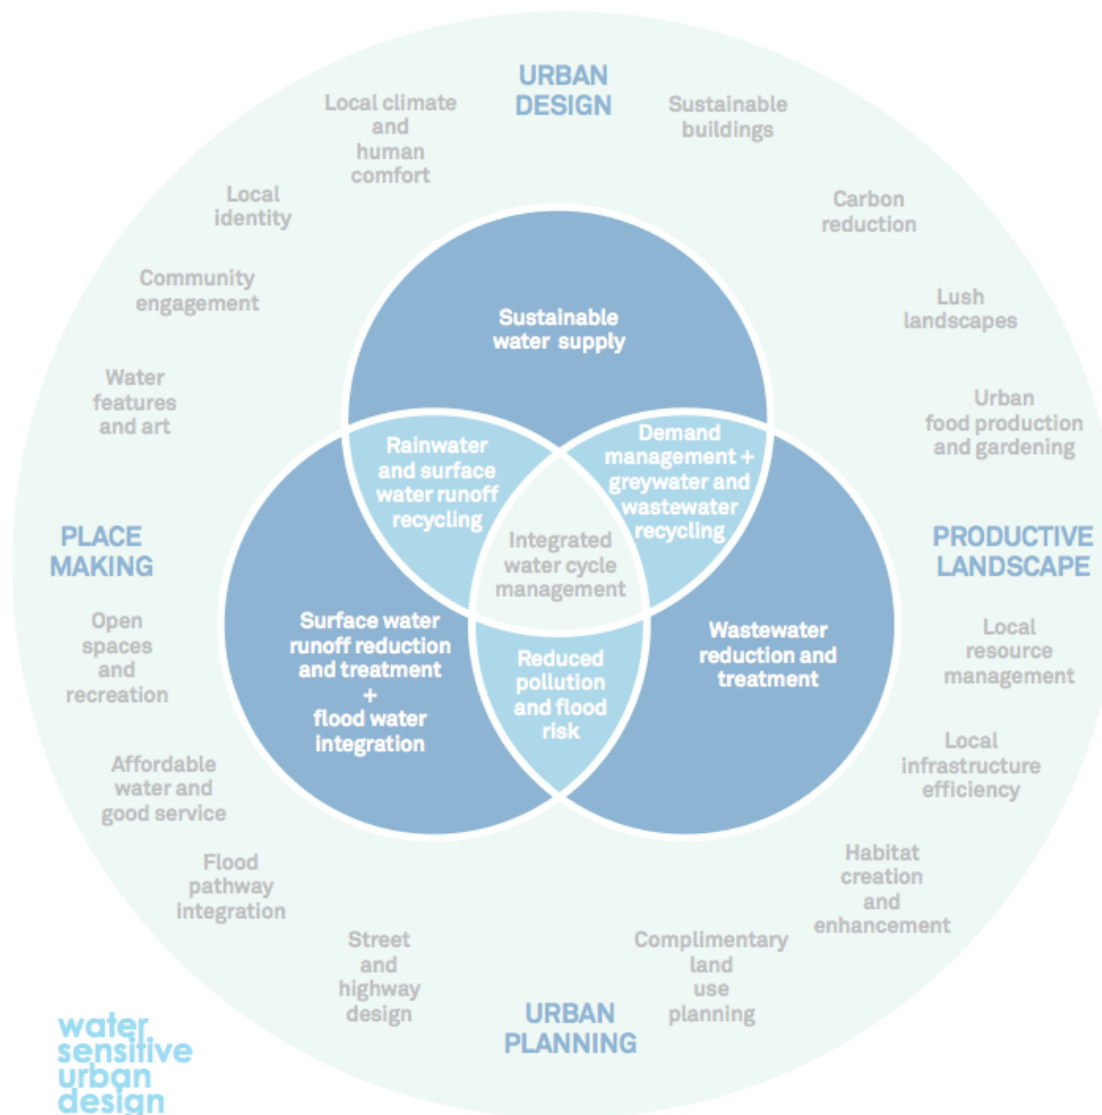 URBAN
DESIGN
Local climate
and
human
comfort
Sustainable
buildings
Local
identity
Carbon
reduction
Community
engagement
Lush
landscapes
Water
features
and art
Urban
food production
and gardening
Sustainable
water supply
Rainwater
and surface
water runoff
recycling
Demand
management +
greywater and
wastewater
recycling
Integrated
water cycle
management
PLACE
MAKING
PRODUCTIVE
LANDSCAPE
Surface water
runoff reduction
and treatment
+
flood water
integration
Reduced
pollution
and flood
risk
Wastewater
reduction and
treatment
Open
spaces
and
recreation
Local
resource
management
Affordable
water and
good service
Local
infrastructure
efficiency
Flood
pathway
integration
Habitat
creation
and
enhancement
Street
and
highway
design
Complimentary
land
use
planning
URBAN
PLANNING
water
sensitive
urban
design